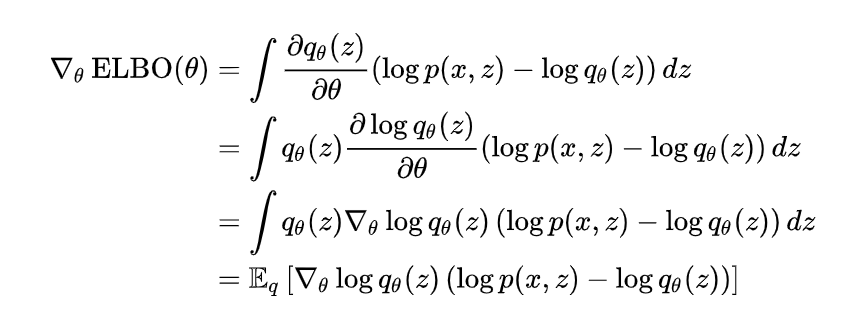 ∇_θ ELBO(θ) = ∫ ∂q_θ(z)/∂θ (log p(x, z) − log q_θ(z)) dz
= ∫ q_θ(z) ∂ log q_θ(z)/∂θ (log p(x, z) − log q_θ(z)) dz
= ∫ q_θ(z)∇_θ log q_θ(z) (log p(x, z) − log q_θ(z)) dz
= 𝔼_q [∇_θ log q_θ(z) (log p(x, z) − log q_θ(z))]